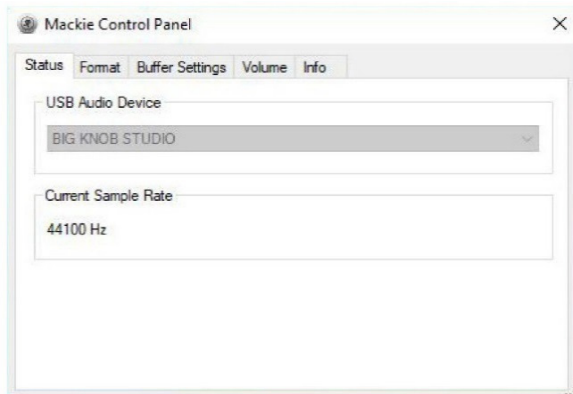 Mackie Control Panel
Status Format Buffer Settings Volume Info
USB Audio Device
BIG KNOB STUDIO
Current Sample Rate
44100 Hz